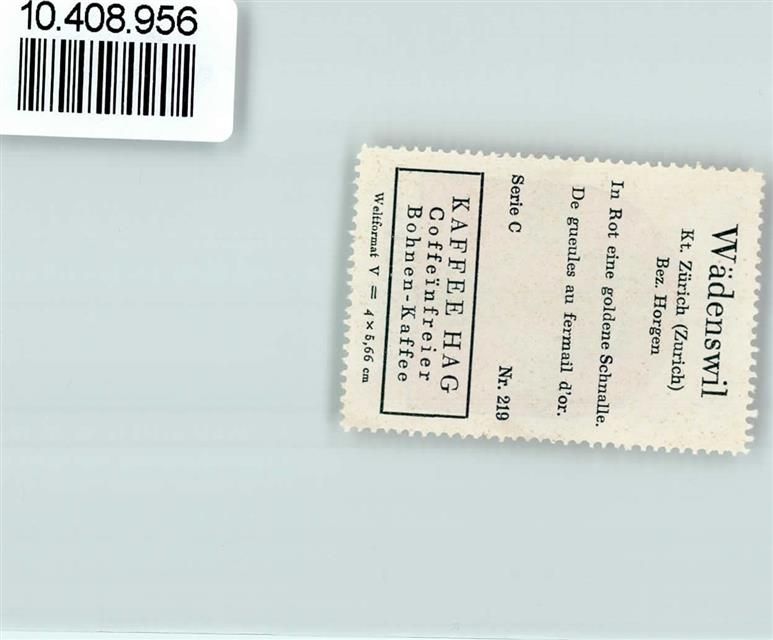 10.408.956
Wädenswil
Kt. Zürich (Zurich)
Bez. Horgen
In Rot eine goldene Schnalle.
De gueules au fermail d'or.
Serie C Nr. 219
KAFFEE HAG
Coffeïnfreier
Bohnen-Kaffee
Weltformat V = 4 × 5,66 cm